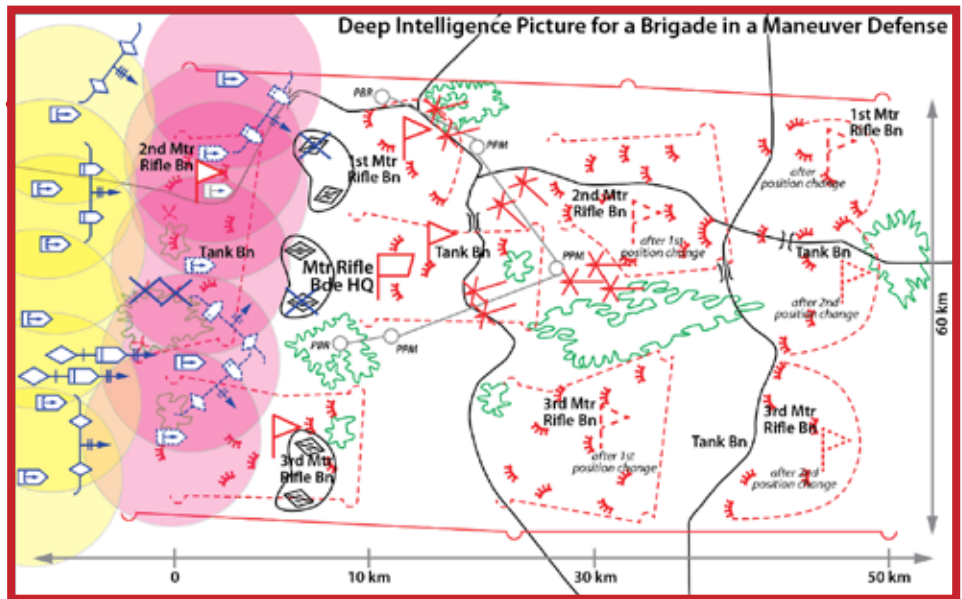 Deep Intelligence Picture for a Brigade in a Maneuver Defense
PBR
PPM
1st Mtr
Rifle Bn
after
position change
2nd Mtr
Rifle Bn
1st Mtr
Rifle Bn
2nd Mtr
Rifle Bn
after 1st
position change
Tank Bn
Tank Bn
Tank Bn
Mtr Rifle
Bde HQ
PPM
after 2nd
position change
60 km
PBR
PPM
3rd Mtr
Rifle Bn
after 1st
position change
3rd Mtr
Rifle Bn
after 2nd
position change
Tank Bn
3rd Mtr
Rifle Bn
0
10 km
30 km
50 km